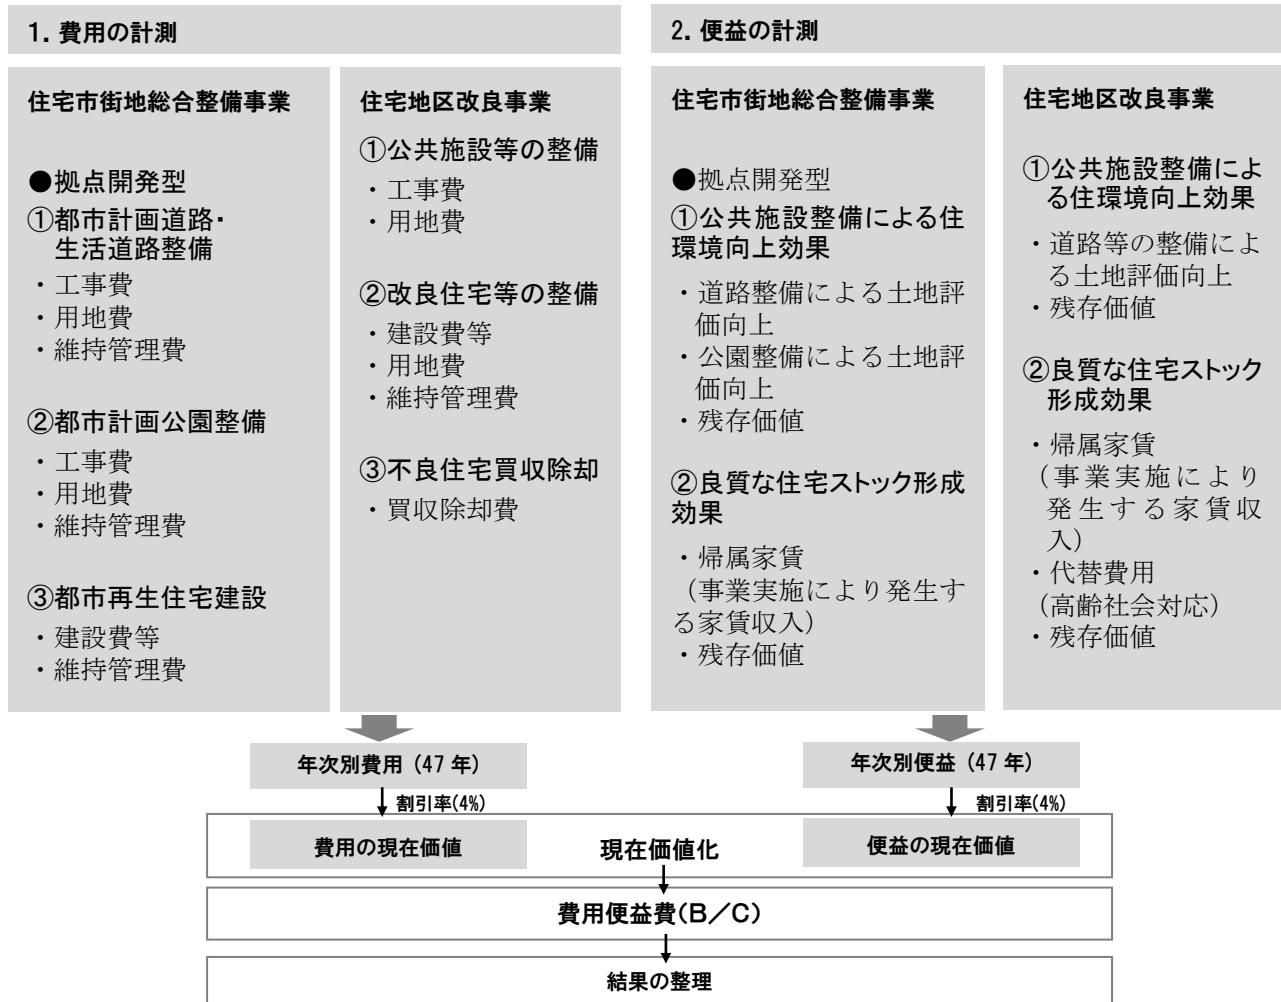 1．費用の計測
住宅市街地総合整備事業
●拠点開発型
①都市計画道路・
生活道路整備
・工事費
・用地費
・維持管理費
②都市計画公園整備
・工事費
・用地費
・維持管理費
③都市再生住宅建設
・建設費等
・維持管理費
住宅地区改良事業
①公共施設等の整備
・工事費
・用地費
②改良住宅等の整備
・建設費等
・用地費
・維持管理費
③不良住宅買収除却
・買収除却費
2．便益の計測
住宅市街地総合整備事業
●拠点開発型
①公共施設整備による住
環境向上効果
・道路整備による土地評
価向上
・公園整備による土地評
価向上
・残存価値
②良質な住宅ストック形成
効果
・帰属家賃
（事業実施により発生す
る家賃収入）
・残存価値
住宅地区改良事業
①公共施設整備によ
る住環境向上効果
・道路等の整備によ
る土地評価向上
・残存価値
②良質な住宅ストック
形成効果
・帰属家賃
（事業実施により
発生する家賃収
入）
・代替費用
（高齢社会対応）
・残存価値
年次別費用（47 年）
年次別便益（47 年）
割引率(4%)
割引率(4%)
費用の現在価値
現在価値化
便益の現在価値
費用便益費（B／C）
結果の整理